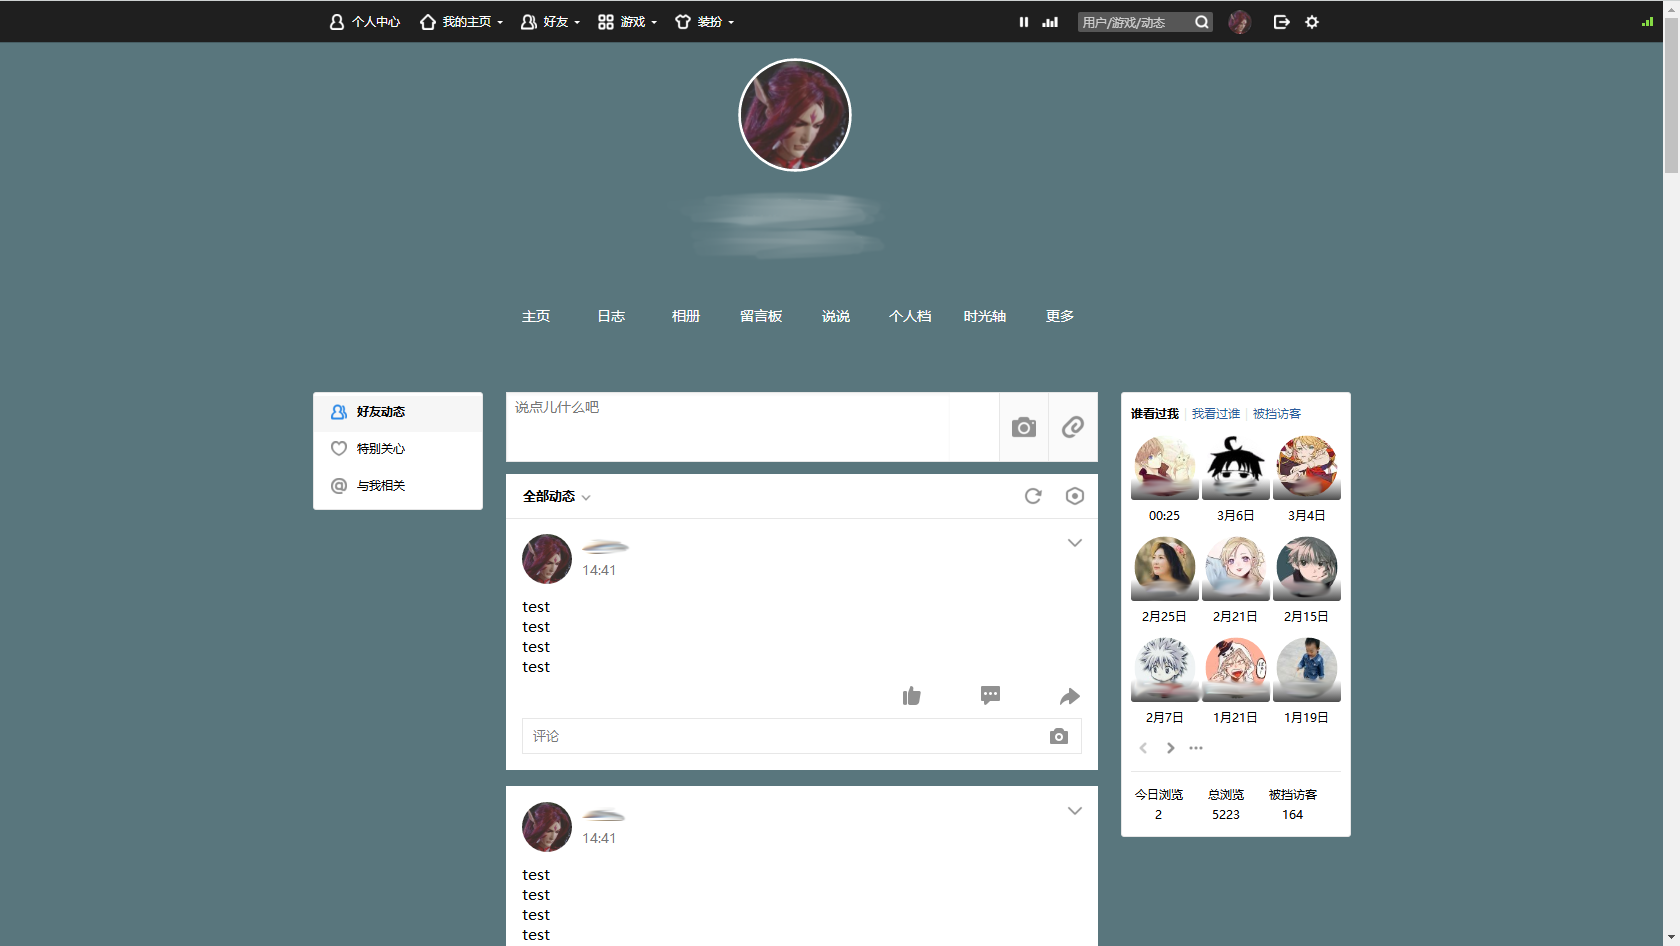 个人中心 我的主页 好友 游戏 装扮 用户/游戏/动态
主页 日志 相册 留言板 说说 个人档 时光轴 更多
好友动态
特别关心
与我相关
说点儿什么吧
全部动态
14:41
test
test
test
test
评论
14:41
test
test
test
test
谁看过我 我看过谁 被挡访客
00:25 3月6日 3月4日
2月25日 2月21日 2月15日
2月7日 1月21日 1月19日
今日浏览 总浏览 被挡访客
2 5223 164